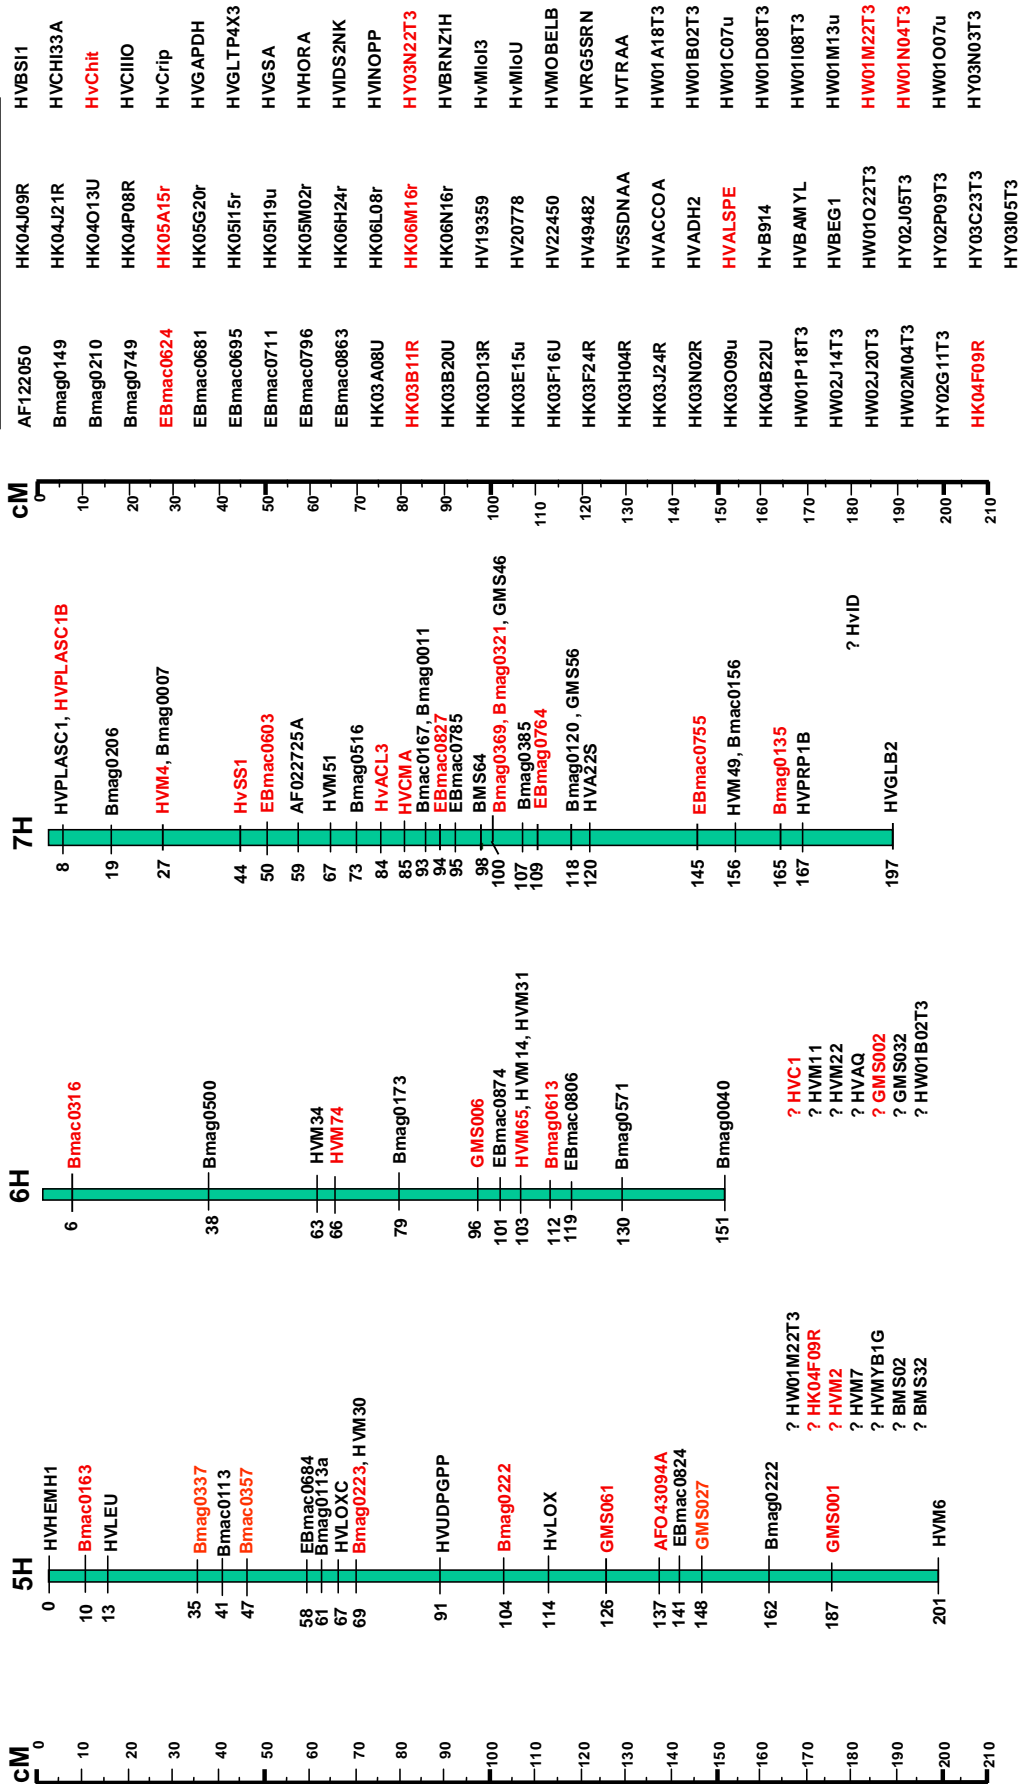 cM
0
10
20
30
40
50
60
70
80
90
100
110
120
130
140
150
160
170
180
190
200
210
5H
0 HVHEMH1
10 Bmac0163
13 HVLEU
35 Bmag0337
41 Bmac0113
47 Bmac0357
58 EBmac0684
61 Bmag0113a
67 HVLOXC
69 Bmag0223, HVM30
91 HVUDPGPP
104 Bmag0222
114 HvLOX
126 GMS061
137 AFO43094A
141 EBmac0824
148 GMS027
162 Bmag0222
187 GMS001
201 HVM6
? HW01M22T3
? HK04F09R
? HVM2
? HVM7
? HVMYB1G
? BMS02
? BMS32
6H
6 Bmac0316
38 Bmag0500
63 HVM34
66 HVM74
79 Bmag0173
96 GMS006
101 EBmac0874
103 HVM65, HVM14, HVM31
112 Bmag0613
119 EBmac0806
130 Bmag0571
151 Bmag0040
? HVC1
? HVM11
? HVM22
? HVAQ
? GMS002
? GMS032
? HW01B02T3
7H
8 HVPLASC1, HVPLASC1B
19 Bmag0206
27 HVM4, Bmag0007
44 HvSS1
50 EBmac0603
59 AF022725A
67 HVM51
73 Bmag0516
84 HvACL3
85 HVCMA
93 Bmac0167, Bmag0011
94 EBmac0827
95 EBmac0785
98 BMS64
100 Bmag0369, Bmag0321, GMS46
107 Bmag0385
109 EBmag0764
118 Bmag0120, GMS56
120 HVA22S
145 EBmac0755
156 HVM49, Bmac0156
165 Bmag0135
167 HVPRP1B
197 HVGLB2
? HvID
cM
0
10
20
30
40
50
60
70
80
90
100
110
120
130
140
150
160
170
180
190
200
210
AF122050 HK04J09R HVBSI1
Bmag0149 HK04J21R HVCHI33A
Bmag0210 HK04O13U HvChit
Bmag0749 HK04P08R HVCIIIO
EBmac0624 HK05A15r HvCrip
EBmac0681 HK05G20r HVGAPDH
EBmac0695 HK05I15r HVGLTP4X3
EBmac0711 HK05I19u HVGSA
EBmac0796 HK05M02r HVHORA
EBmac0863 HK06H24r HVIDS2NK
HK03A08U HK06L08r HVINOPP
HK03B11R HK06M16r HY03N22T3
HK03B20U HK06N16r HVBRNZ1H
HK03D13R HV19359 HvMloI3
HK03E15u HV20778 HvMloU
HK03F16U HV22450 HVMOBELB
HK03F24R HV49482 HVRG5SRN
HK03H04R HV5SDNAA HVTRAA
HK03J24R HVACCOA HW01A18T3
HK03N02R HVADH2 HW01B02T3
HK03O09u HVALSPE HW01C07u
HK04B22U HvB914 HW01D08T3
HW01P18T3 HVBAMYL HW01I08T3
HW02J14T3 HVBEG1 HW01M13u
HW02J20T3 HW01O22T3 HW01M22T3
HW02M04T3 HY02J05T3 HW01N04T3
HY02G11T3 HY02P09T3 HW01O07u
HK04F09R HY03C23T3 HY03N03T3
HY03I05T3